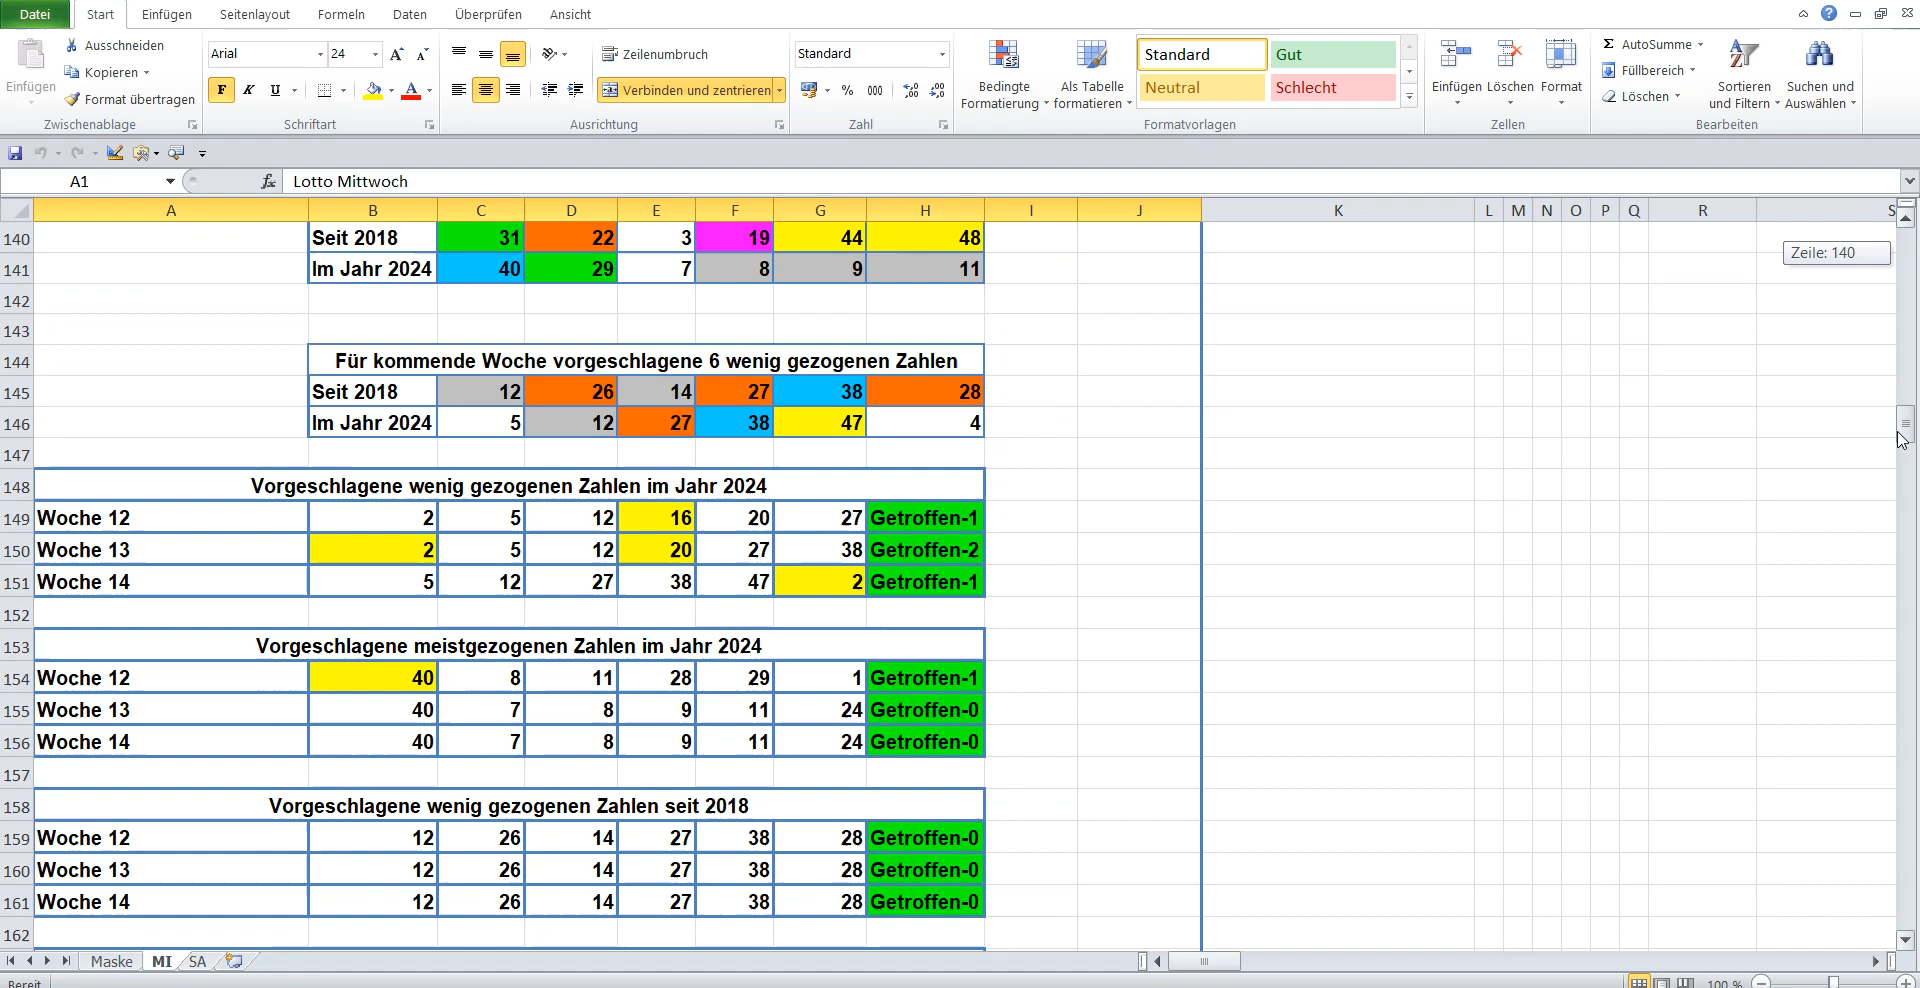 Datei Start Einfügen Seitenlayout Formeln Daten Überprüfen Ansicht
Einfügen
Ausschneiden
Kopieren
Format übertragen
Zwischenablage
Arial 24
F K U
Schriftart
Zeilenumbruch
Verbinden und zentrieren
Ausrichtung
Standard
% 000
Zahl
Bedingte Formatierung
Als Tabelle formatieren
Standard Gut
Neutral Schlecht
Formatvorlagen
Einfügen Löschen Format
Zellen
Σ AutoSumme
Füllbereich
Löschen
Sortieren und Filtern
Suchen und Auswählen
Bearbeiten
A1 fx Lotto Mittwoch
A B C D E F G H I J K L M N O P Q R S
140 Seit 2018 31 22 3 19 44 48
Zeile: 140
141 Im Jahr 2024 40 29 7 8 9 11
142
143
144 Für kommende Woche vorgeschlagene 6 wenig gezogenen Zahlen
145 Seit 2018 12 26 14 27 38 28
146 Im Jahr 2024 5 12 27 38 47 4
147
148 Vorgeschlagene wenig gezogenen Zahlen im Jahr 2024
149 Woche 12 2 5 12 16 20 27 Getroffen-1
150 Woche 13 2 5 12 20 27 38 Getroffen-2
151 Woche 14 5 12 27 38 47 2 Getroffen-1
152
153 Vorgeschlagene meistgezogenen Zahlen im Jahr 2024
154 Woche 12 40 8 11 28 29 1 Getroffen-1
155 Woche 13 40 7 8 9 11 24 Getroffen-0
156 Woche 14 40 7 8 9 11 24 Getroffen-0
157
158 Vorgeschlagene wenig gezogenen Zahlen seit 2018
159 Woche 12 12 26 14 27 38 28 Getroffen-0
160 Woche 13 12 26 14 27 38 28 Getroffen-0
161 Woche 14 12 26 14 27 38 28 Getroffen-0
162
Maske MI SA
Bereit 100 %